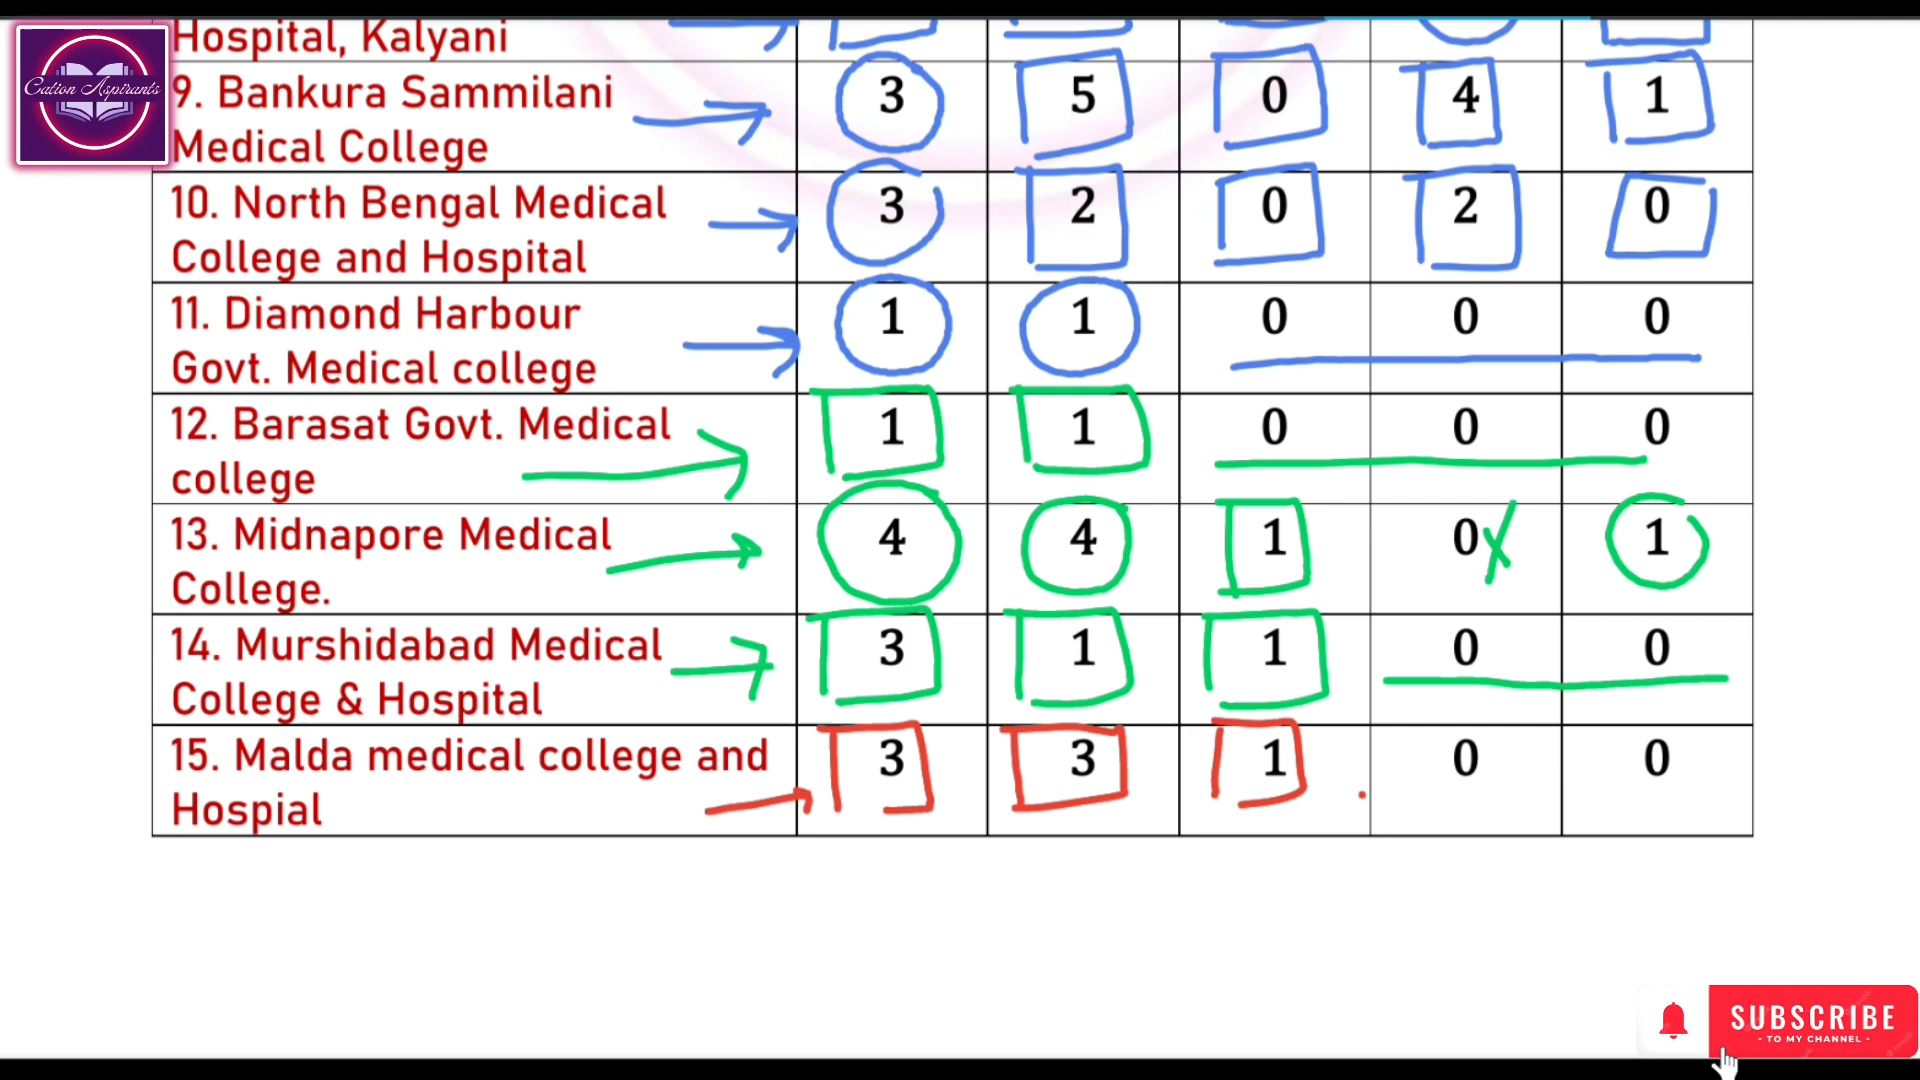 Hospital, Kalyani
Cation Aspirants
9. Bankura Sammilani 3 5 0 4 1
Medical College
10. North Bengal Medical 3 2 0 2 0
College and Hospital
11. Diamond Harbour 1 1 0 0 0
Govt. Medical college
12. Barasat Govt. Medical 1 1 0 0 0
college
13. Midnapore Medical 4 4 1 0 1
College.
14. Murshidabad Medical 3 1 1 0 0
College & Hospital
15. Malda medical college and 3 3 1 0 0
Hospial
SUBSCRIBE
- TO MY CHANNEL -